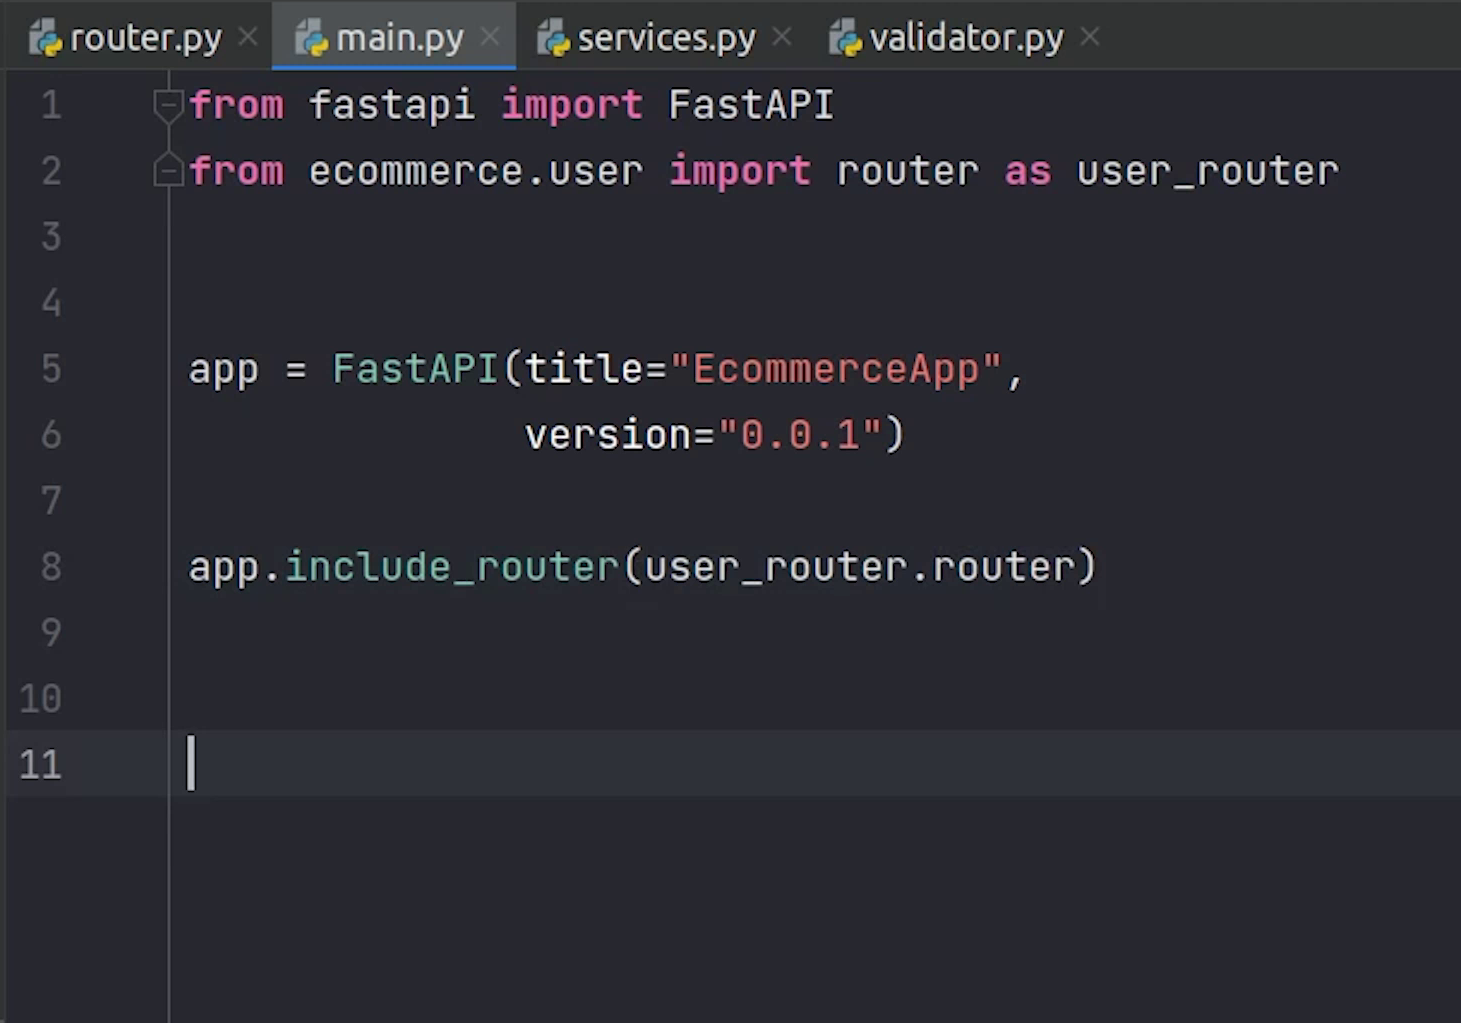 router.py main.py services.py validator.py
1 from fastapi import FastAPI
2 from ecommerce.user import router as user_router
3
4
5 app = FastAPI(title="EcommerceApp",
6 version="0.0.1")
7
8 app.include_router(user_router.router)
9
10
11